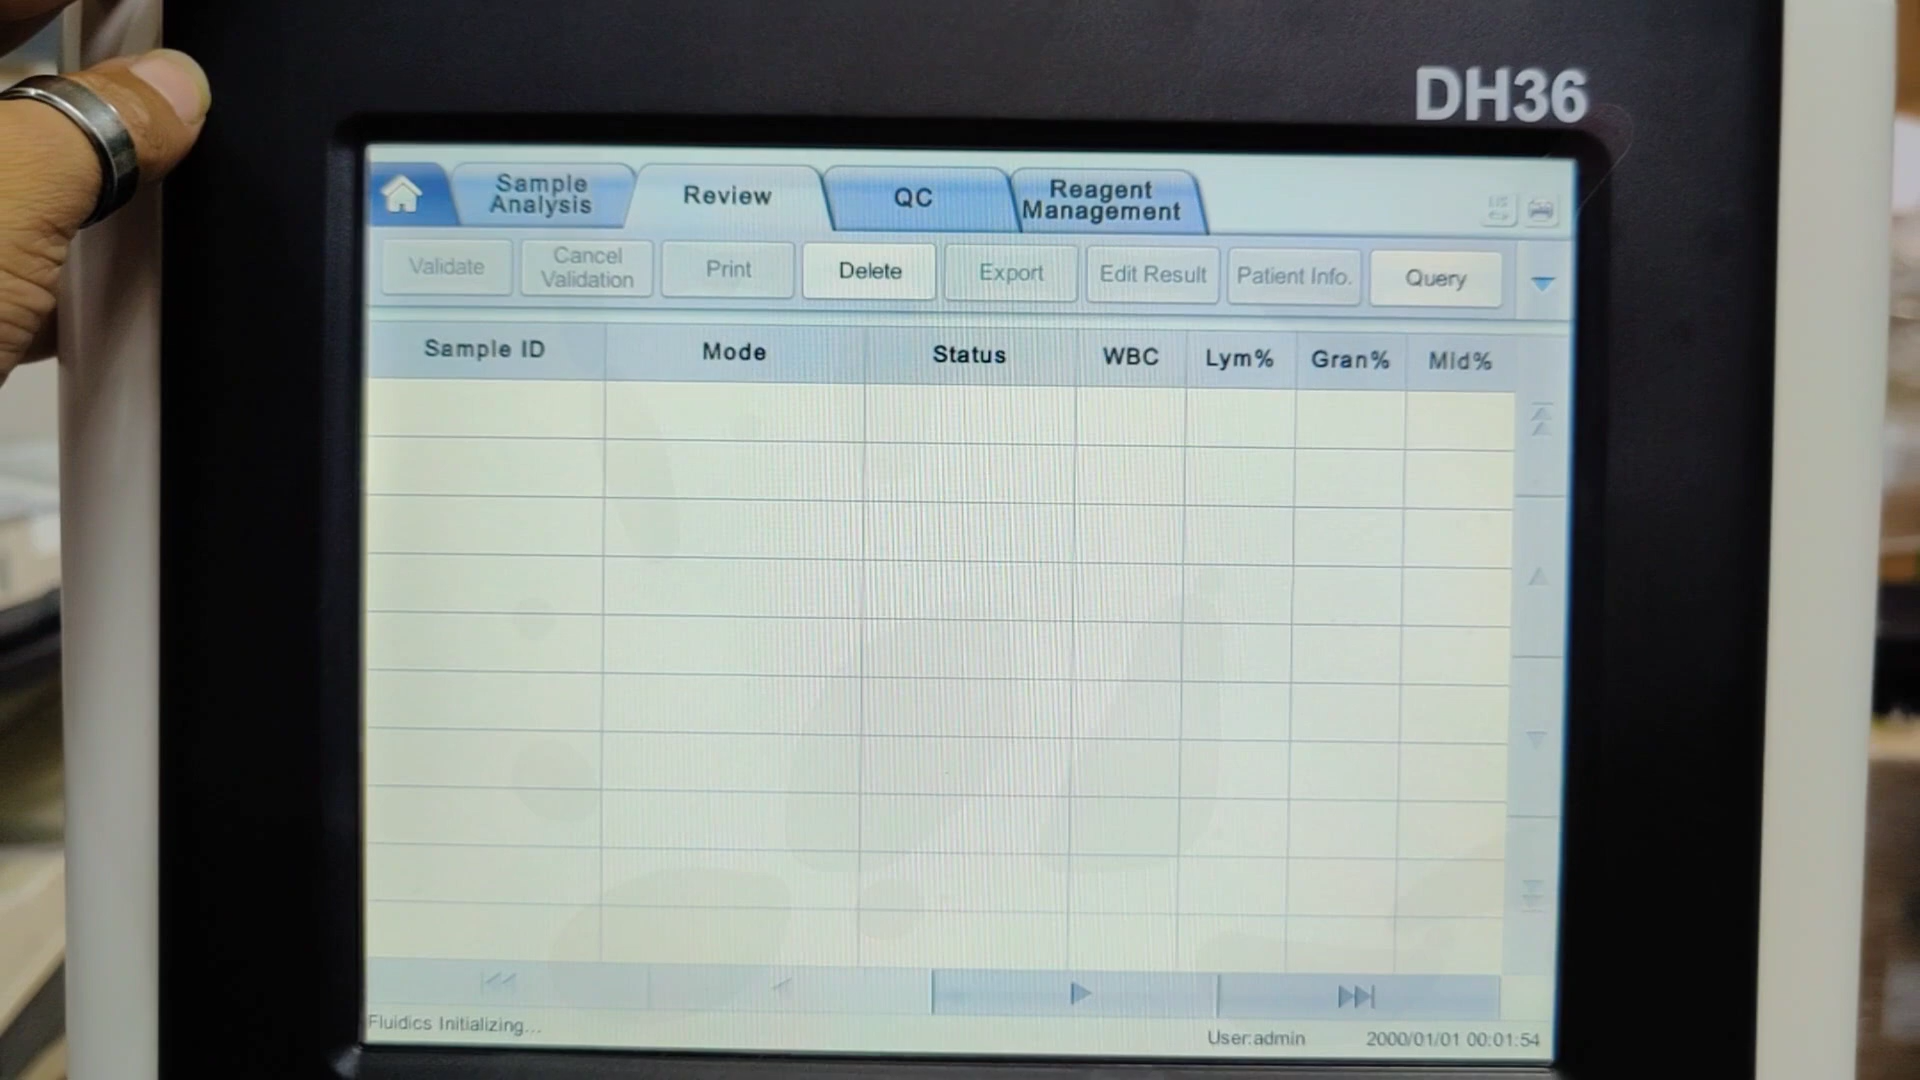 DH36
Sample
Analysis
Review
QC
Reagent
Management
Validate
Cancel
Validation
Print
Delete
Export
Edit Result
Patient Info.
Query
Sample ID
Mode
Status
WBC
Lym%
Gran%
Mid%
Fluidics Initializing...
User:admin
2000/01/01 00:01:54